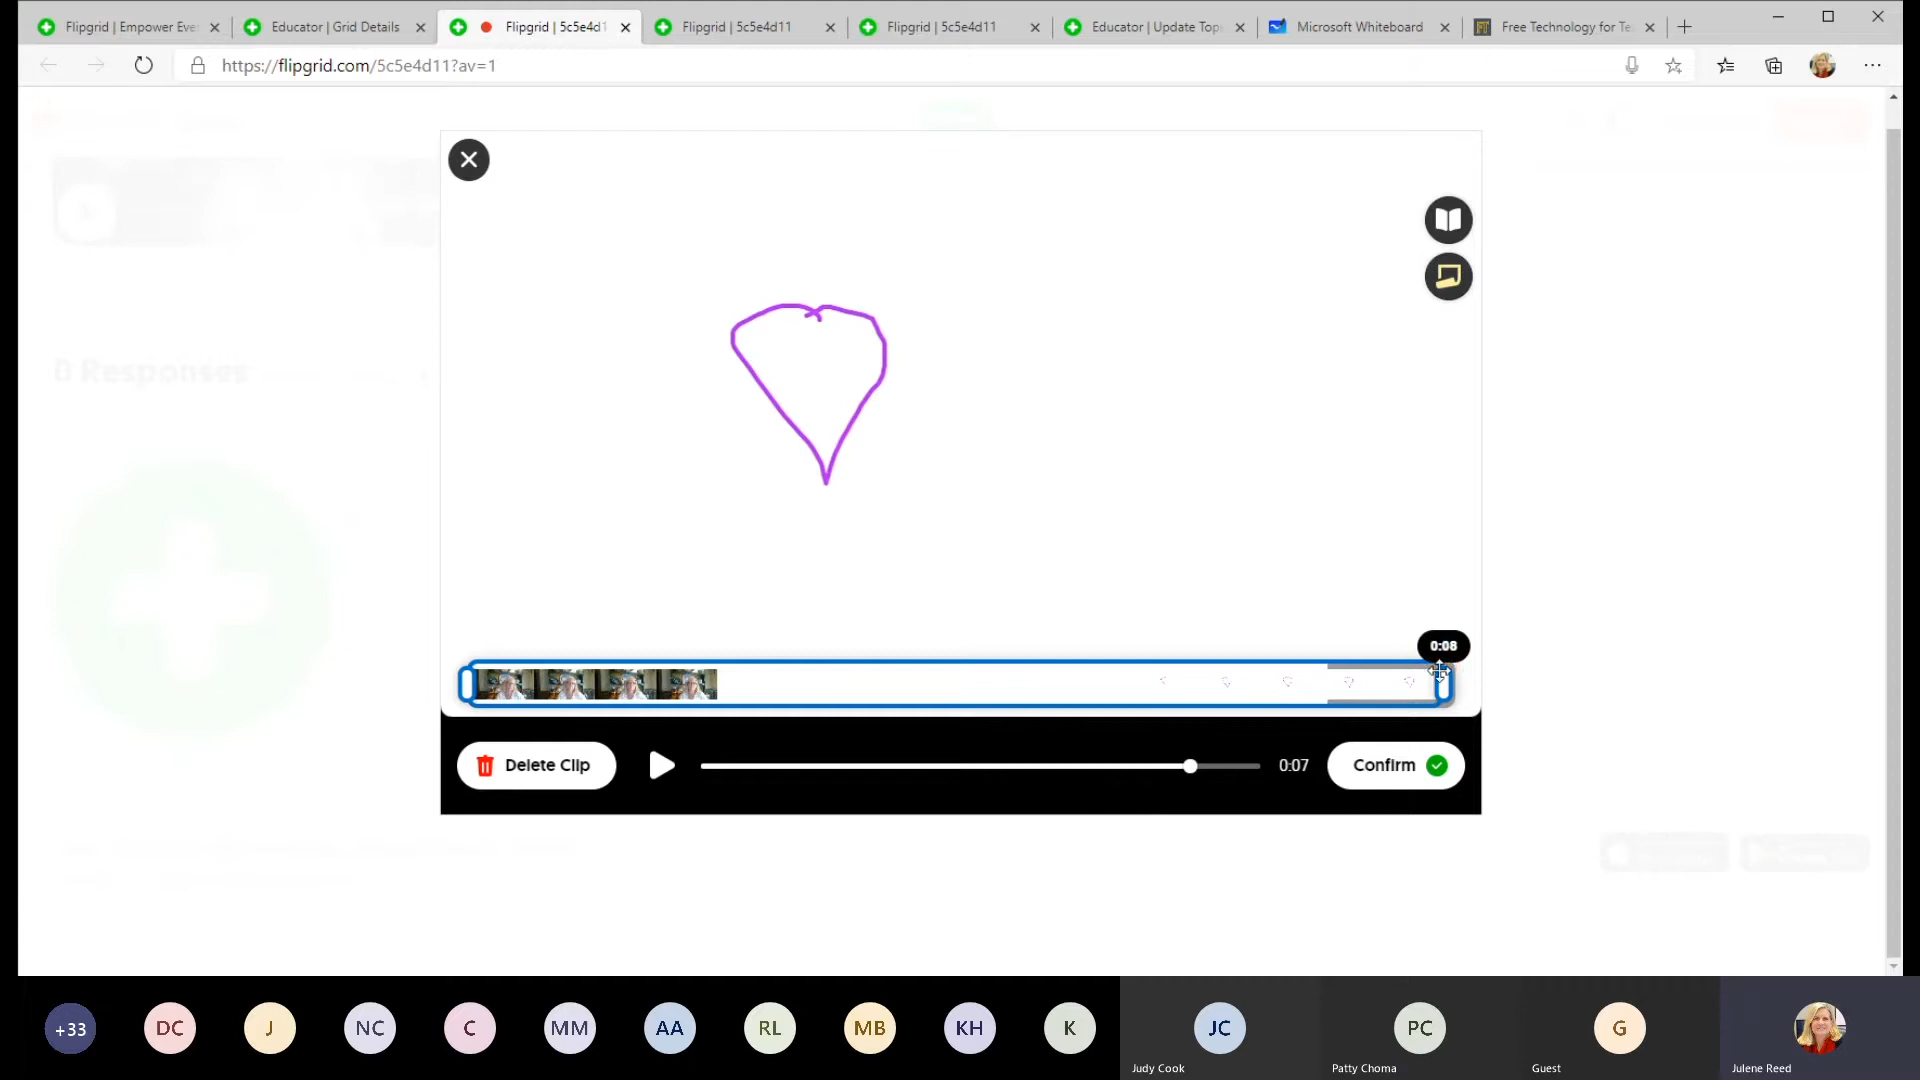 Flipgrid | Empower Eve
Educator | Grid Details
Flipgrid | 5c5e4d1
Flipgrid | 5c5e4d11
Flipgrid | 5c5e4d11
Educator | Update Top
Microsoft Whiteboard
Free Technology for Te
https://flipgrid.com/5c5e4d11?av=1
0 Responses
0:08
Delete Clip
0:07
Confirm
+33
DC
J
NC
C
MM
AA
RL
MB
KH
K
JC
PC
G
Judy Cook
Patty Choma
Guest
Julene Reed